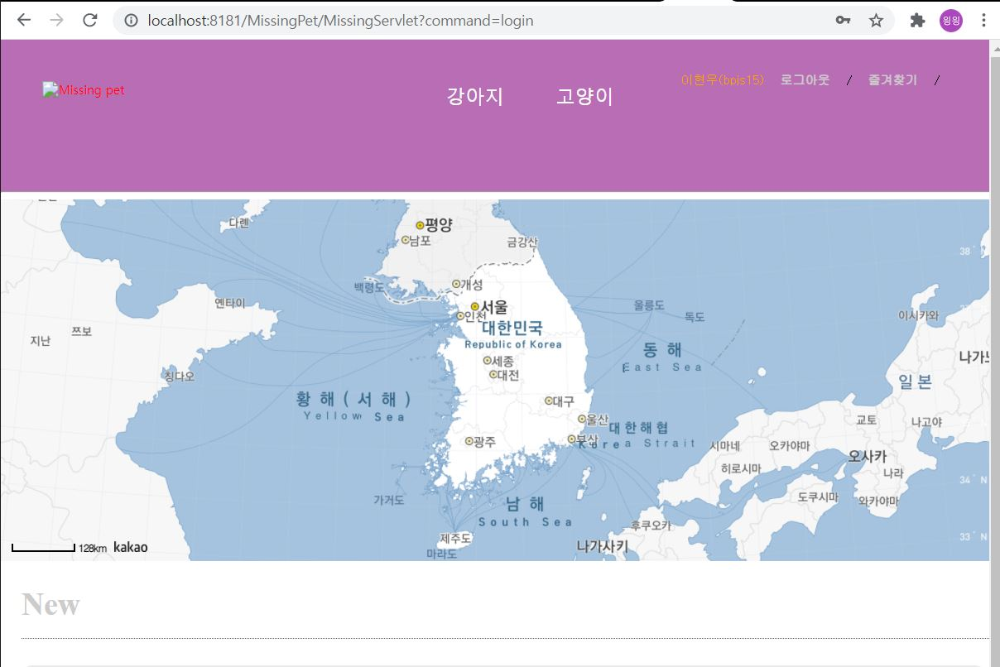 localhost:8181/MissingPet/MissingServlet?command=login
윙윙
Missing pet
강아지 고양이
이현우(bpis15) 로그아웃 / 즐겨찾기 /
다롄
평양
남포
금강산
38° N
백령도
개성
옌타이
서울
인천
울릉도
독도
이시카와
대한민국
Republic of Korea
지난
쯔보
동 해
East Sea
세종
대전
칭다오
일 본
황 해 ( 서 해 )
Yellow Sea
대구
울산
대한해협
Korea Strait
부산
광주
교토
나고야
시마네
오카야마
오사카
히로시마
나라
34° N
가거도
남 해
South Sea
도쿠시마
와카야마
후쿠오카
제주도
마라도
나가사키
33° N
128km kakao
New